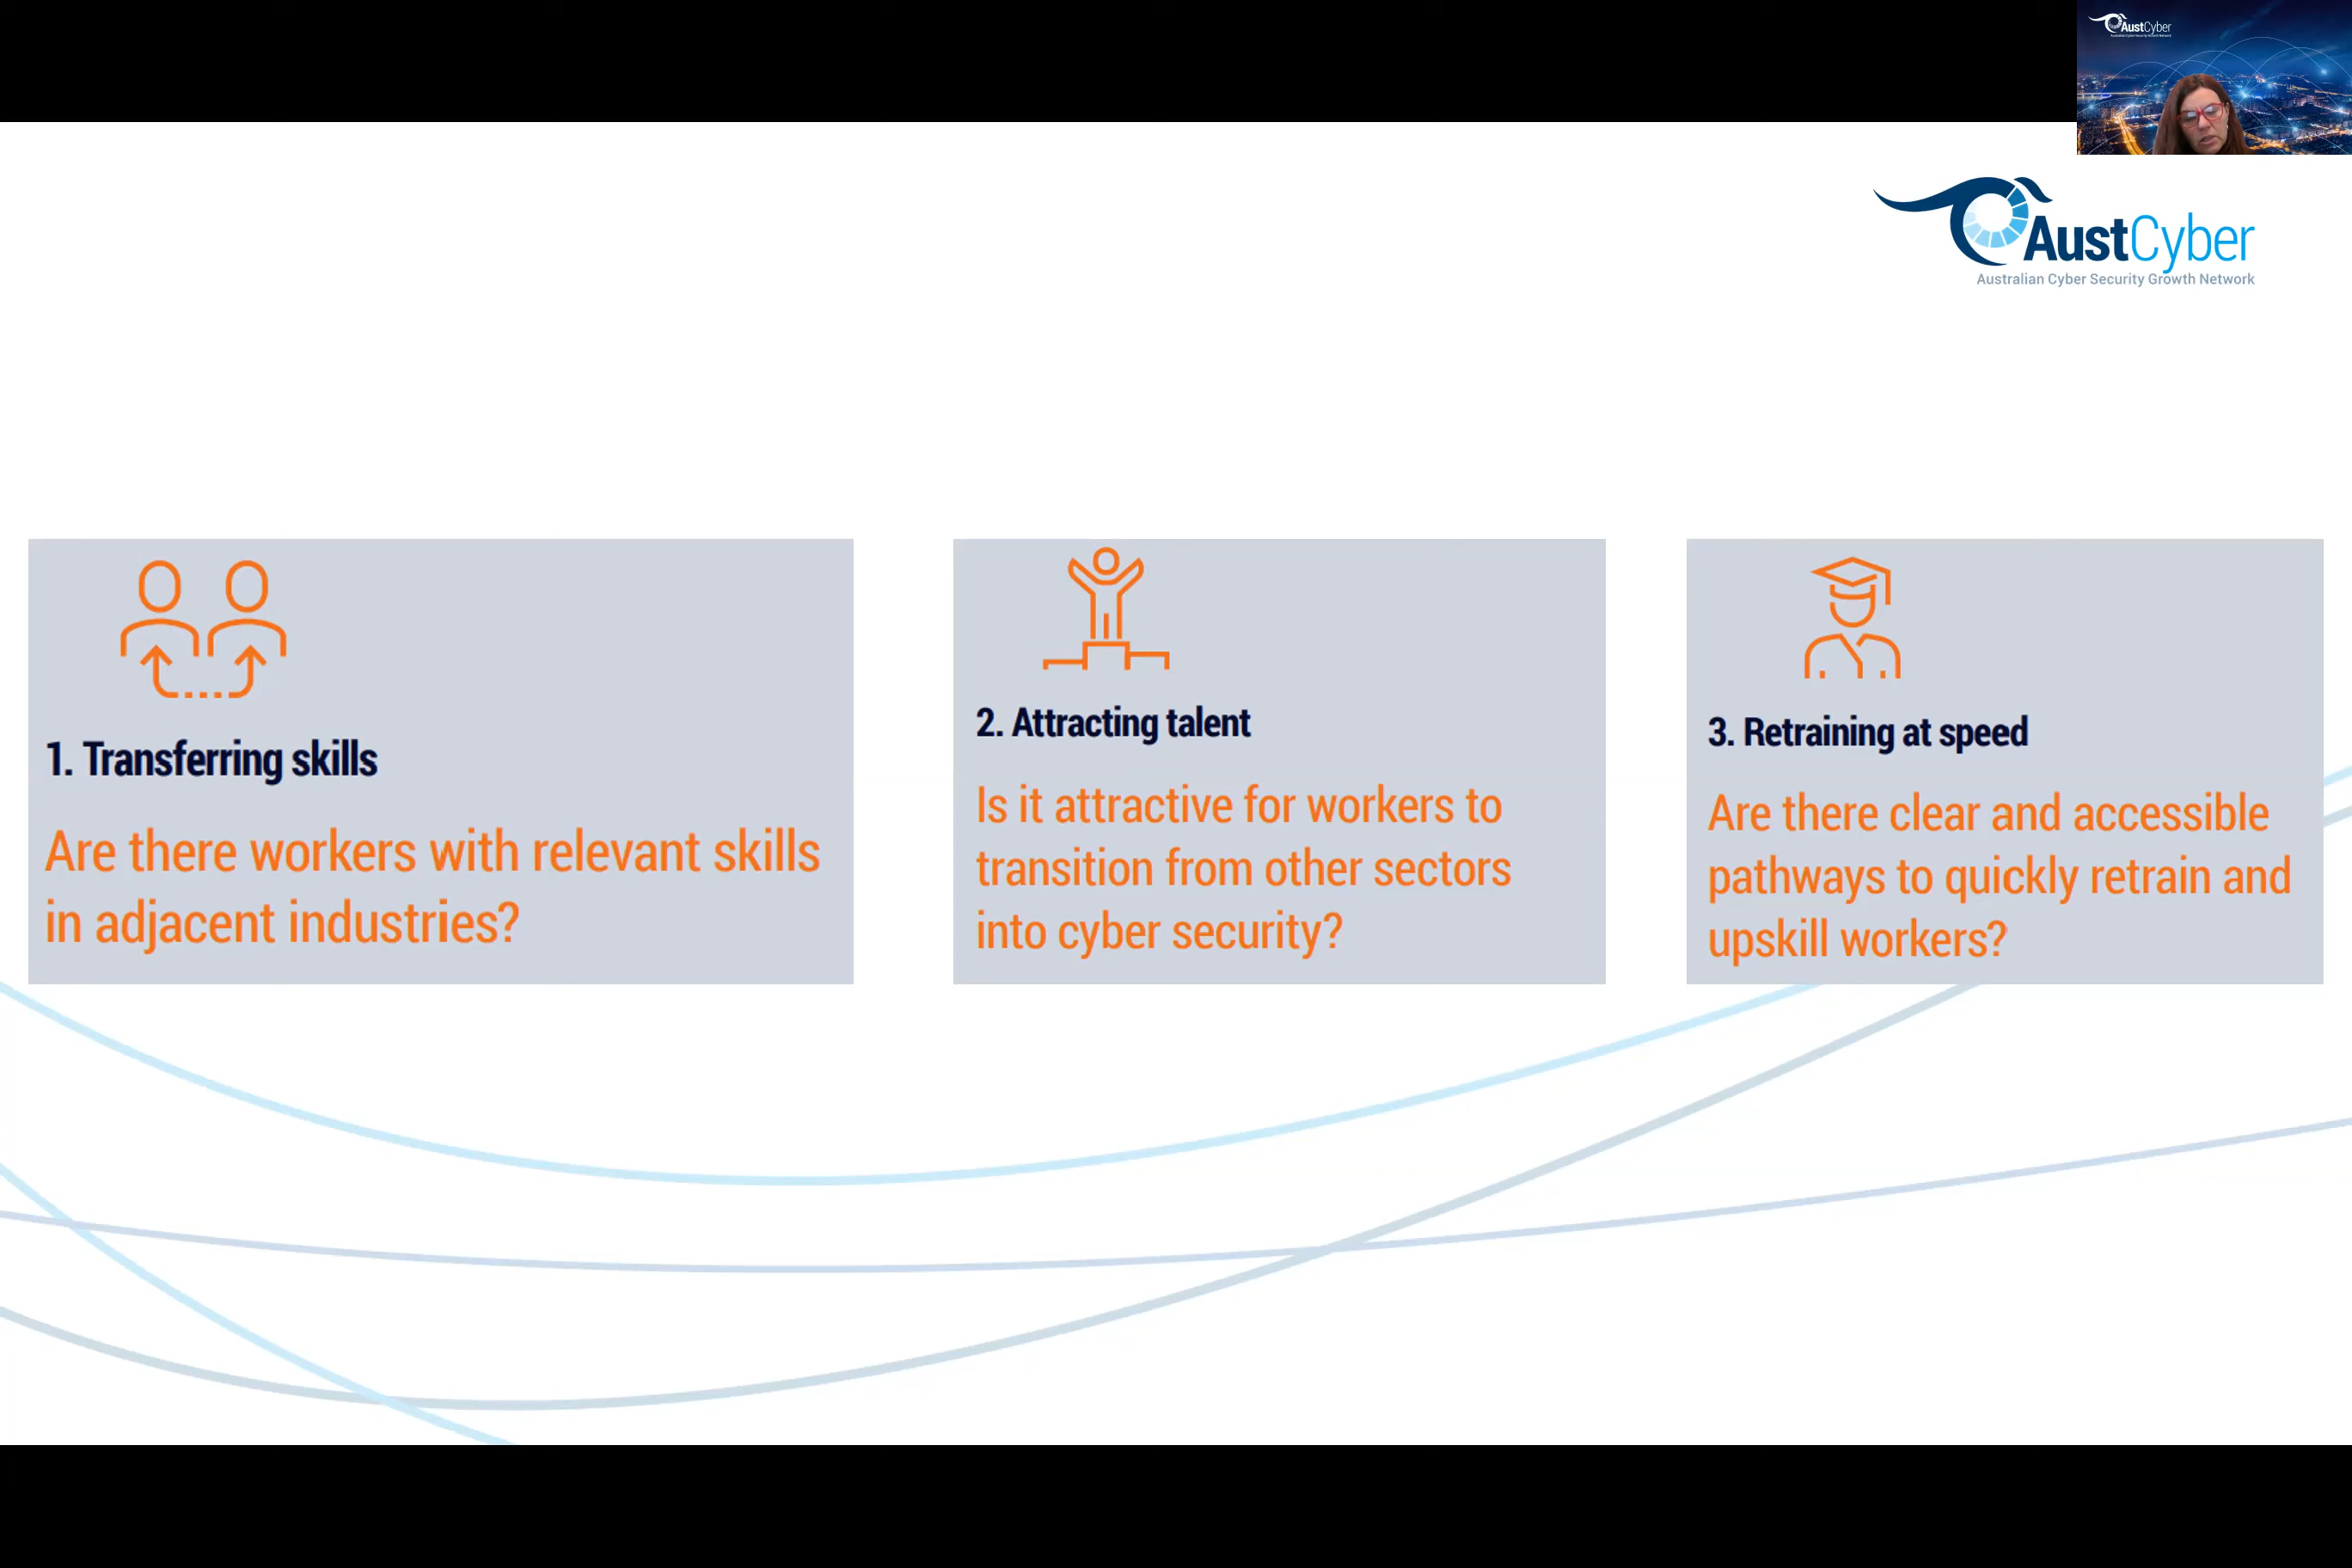 AustCyber
AustCyber
Australian Cyber Security Growth Network
1. Transferring skills
Are there workers with relevant skills
in adjacent industries?
2. Attracting talent
Is it attractive for workers to
transition from other sectors
into cyber security?
3. Retraining at speed
Are there clear and accessible
pathways to quickly retrain and
upskill workers?